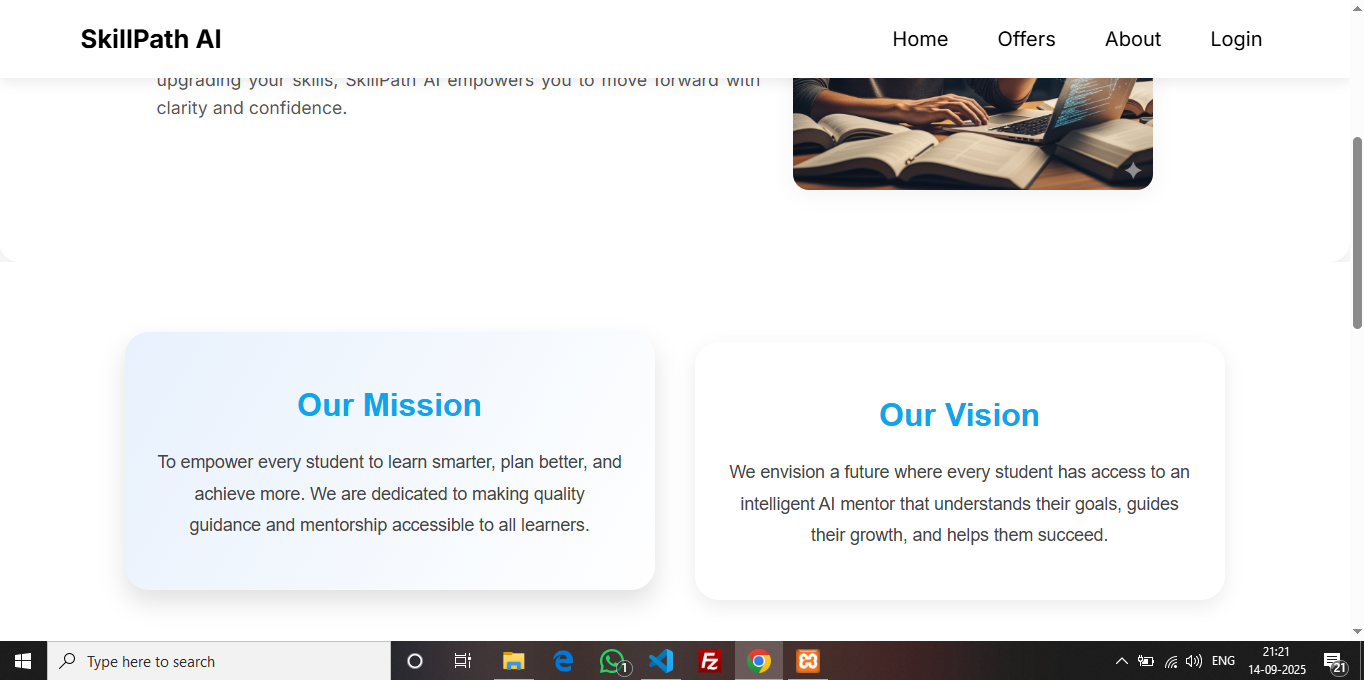 SkillPath AI
Home Offers About Login
upgrading your skills, SkillPath AI empowers you to move forward with
clarity and confidence.
Our Mission
To empower every student to learn smarter, plan better, and
achieve more. We are dedicated to making quality
guidance and mentorship accessible to all learners.
Our Vision
We envision a future where every student has access to an
intelligent AI mentor that understands their goals, guides
their growth, and helps them succeed.
Type here to search
1
ENG
21:21
14-09-2025
21